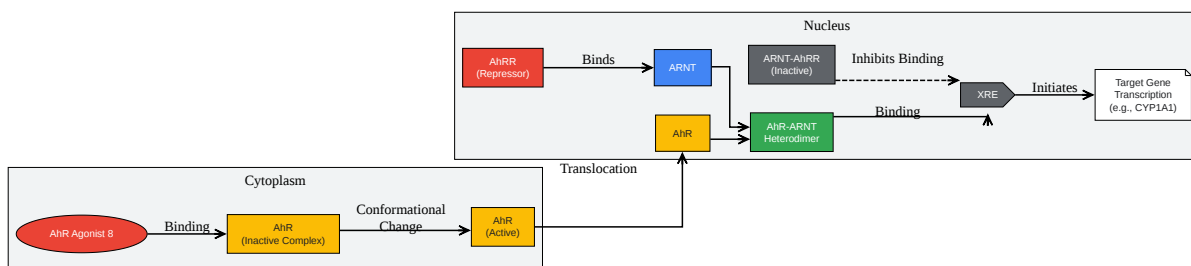 Nucleus
AhRR
(Repressor)
Binds
ARNT
ARNT-AhRR
(Inactive)
Inhibits Binding
XRE
Initiates
Target Gene
Transcription
(e.g., CYP1A1)
AhR
AhR-ARNT
Heterodimer
Binding
Translocation
Cytoplasm
AhR Agonist 8
Binding
AhR
(Inactive Complex)
Conformational
Change
AhR
(Active)